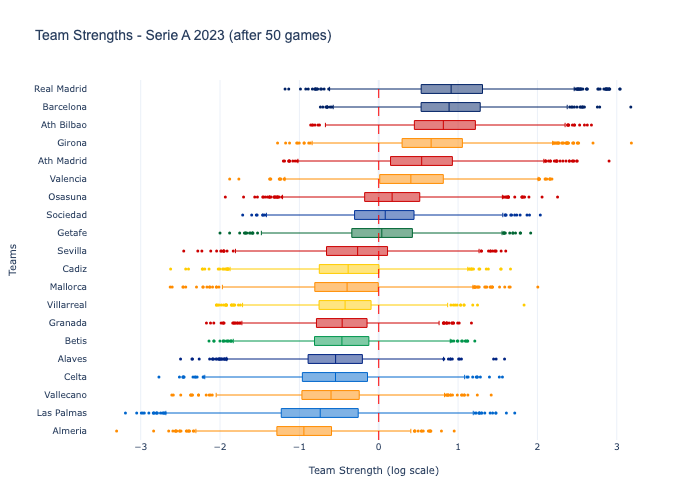 Team Strengths - Serie A 2023 (after 50 games)
Real Madrid
Barcelona
Ath Bilbao
Girona
Ath Madrid
Valencia
Osasuna
Sociedad
Getafe
Sevilla
Cadiz
Mallorca
Villarreal
Granada
Betis
Alaves
Celta
Vallecano
Las Palmas
Almeria
Teams
−3 −2 −1 0 1 2 3
Team Strength (log scale)